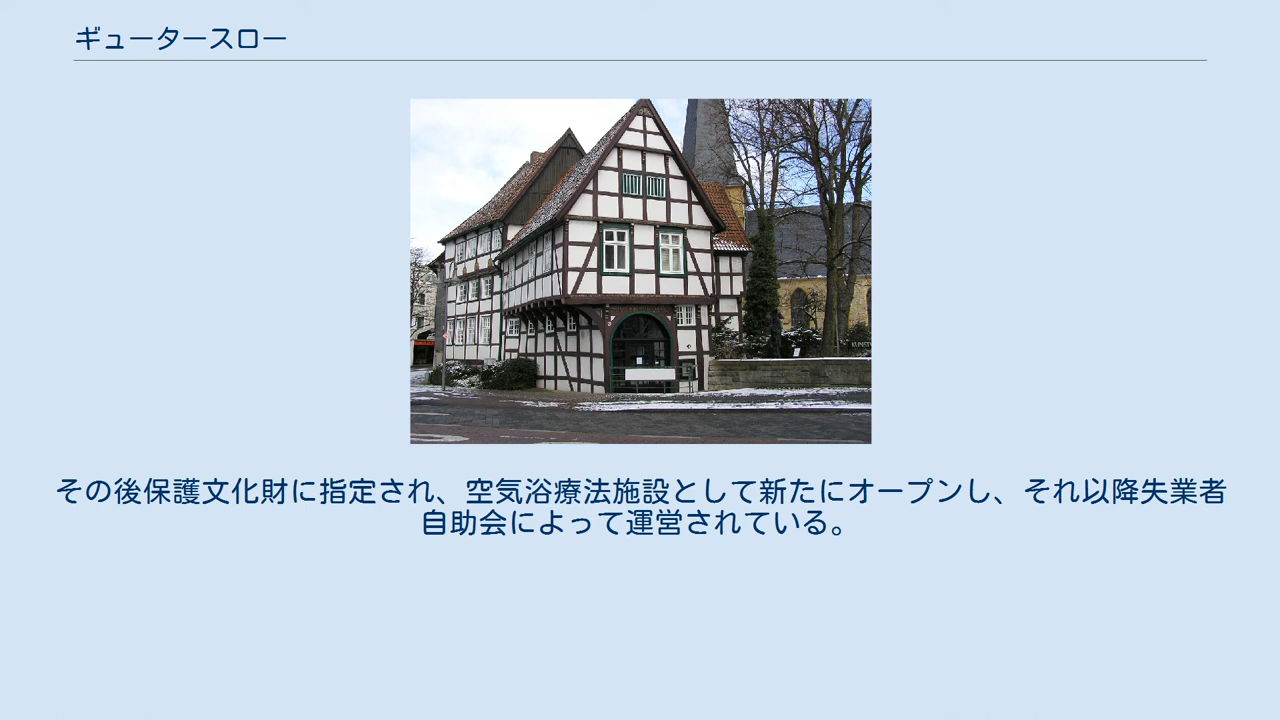 ギュータースロー
KUNST
その後保護文化財に指定され、空気浴療法施設として新たにオープンし、それ以降失業者
自助会によって運営されている。